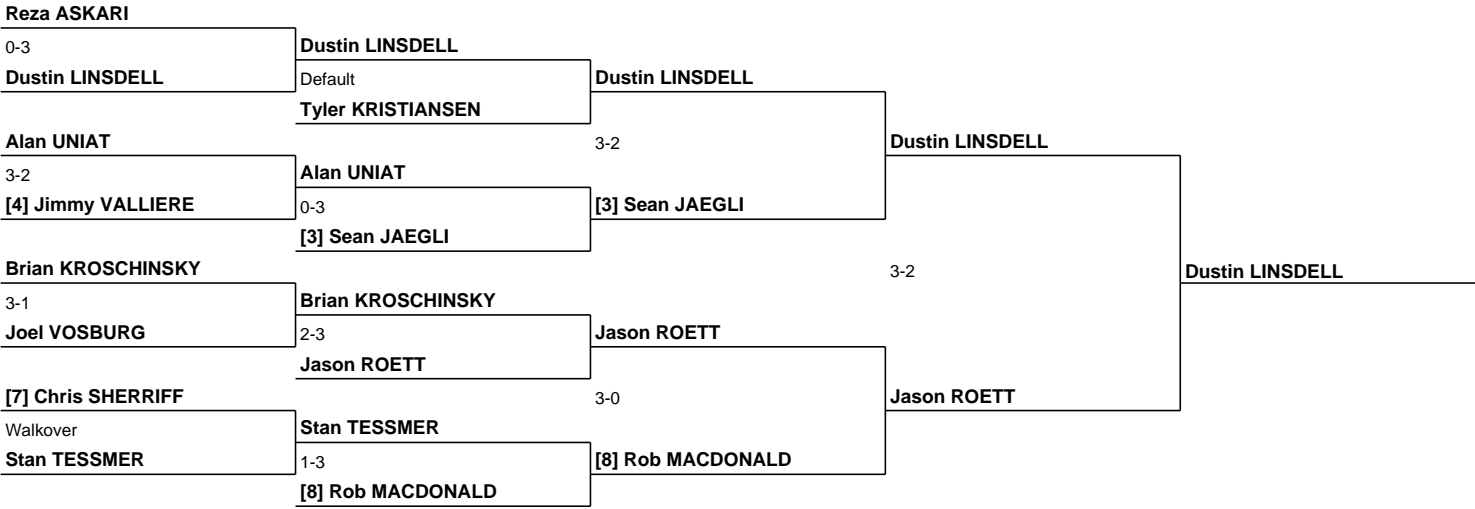 Reza ASKARI
0-3
Dustin LINSDELL
Dustin LINSDELL
Default
Dustin LINSDELL
Tyler KRISTIANSEN
Alan UNIAT
3-2
Dustin LINSDELL
3-2
Alan UNIAT
[4] Jimmy VALLIERE
0-3
[3] Sean JAEGLI
[3] Sean JAEGLI
Brian KROSCHINSKY
3-2
Dustin LINSDELL
3-1
Brian KROSCHINSKY
Joel VOSBURG
2-3
Jason ROETT
Jason ROETT
[7] Chris SHERRIFF
3-0
Jason ROETT
Walkover
Stan TESSMER
Stan TESSMER
1-3
[8] Rob MACDONALD
[8] Rob MACDONALD